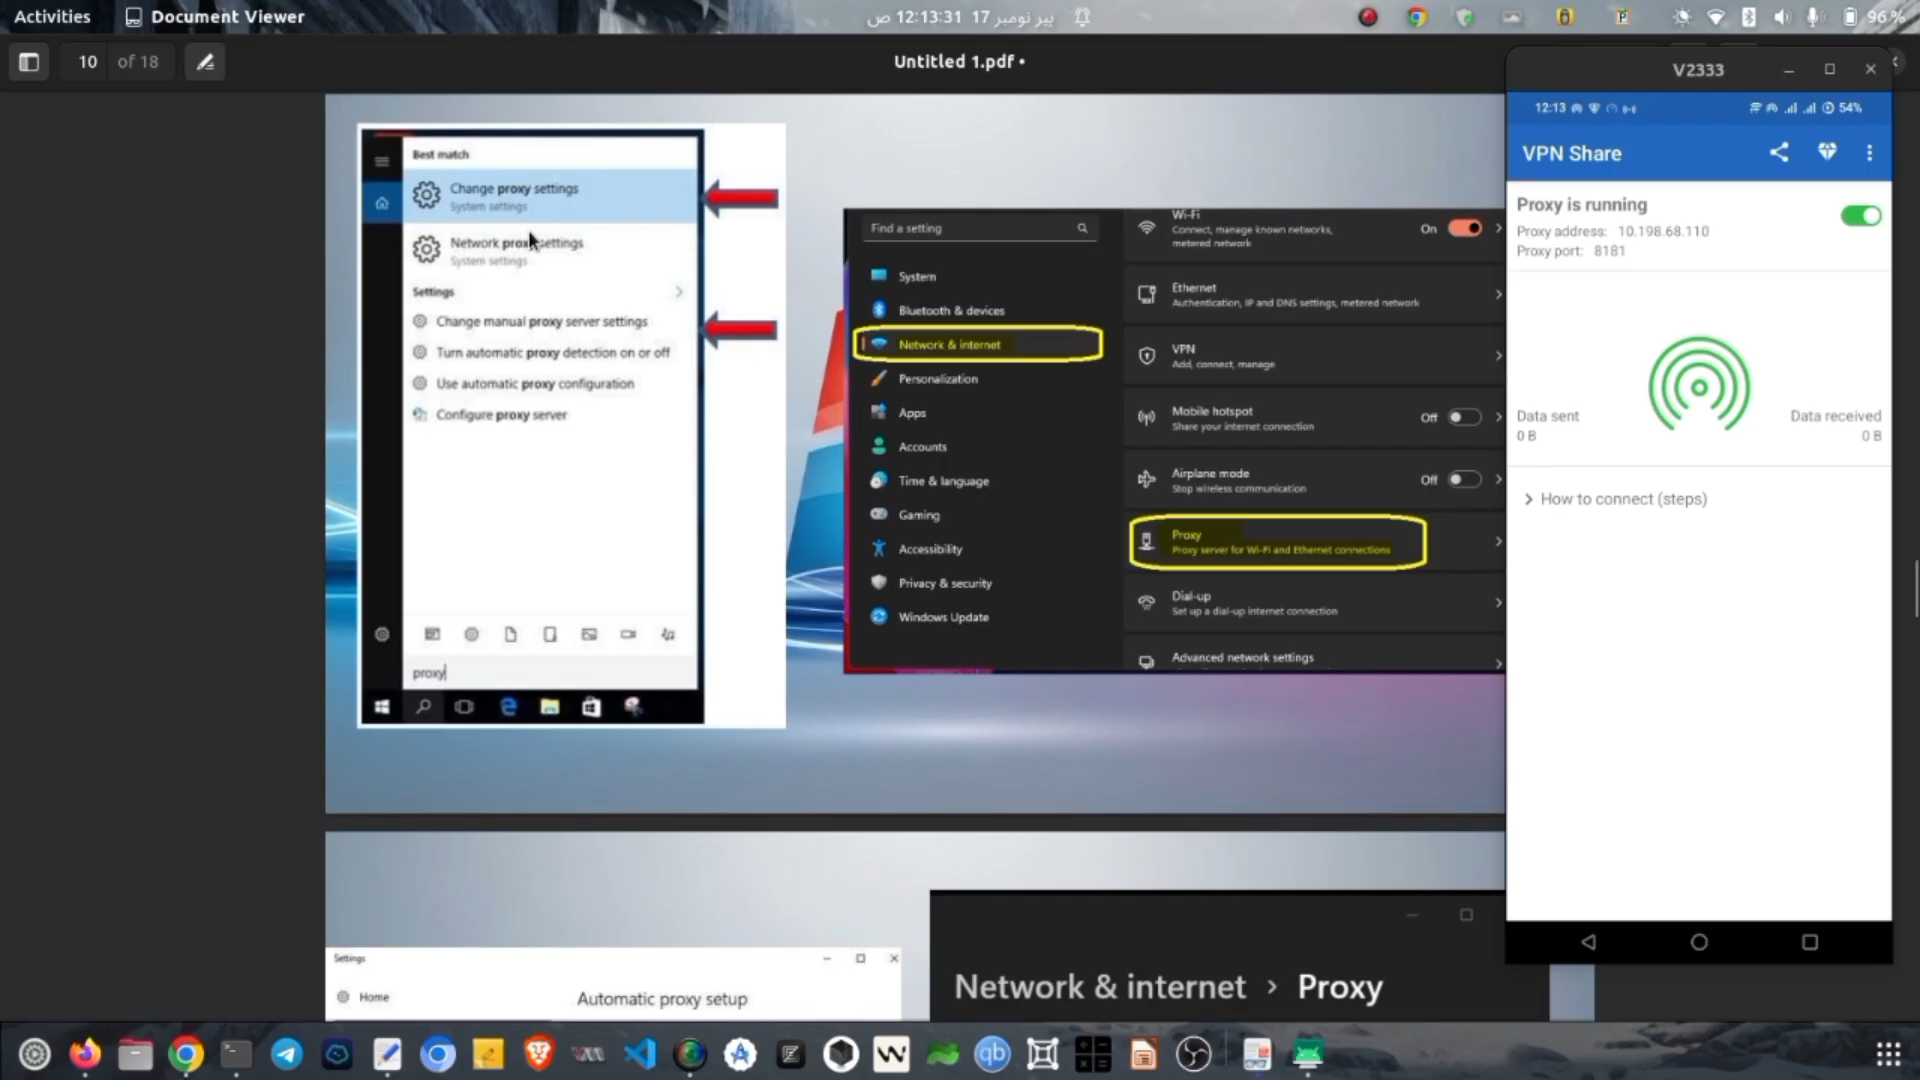 Activities
Document Viewer
پیر نومبر 17 12:13:31 ص
96 %
10 of 18
Untitled 1.pdf •
Best match
Change proxy settings
System settings
Network proxy settings
System settings
Settings
Change manual proxy server settings
Turn automatic proxy detection on or off
Use automatic proxy configuration
Configure proxy server
proxy
Find a setting
System
Bluetooth & devices
Network & internet
Personalization
Apps
Accounts
Time & language
Gaming
Accessibility
Privacy & security
Windows Update
Wi-Fi
Connect, manage known networks,
metered network
On
Ethernet
Authentication, IP and DNS settings, metered network
VPN
Add, connect, manage
Mobile hotspot
Share your internet connection
Off
Airplane mode
Stop wireless communication
Off
Proxy
Proxy server for Wi-Fi and Ethernet connections
Dial-up
Set up a dial-up internet connection
Advanced network settings
V2333
12:13
54%
VPN Share
Proxy is running
Proxy address: 10.198.68.110
Proxy port: 8181
Data sent
0 B
Data received
0 B
How to connect (steps)
Settings
Home
Automatic proxy setup
Network & internet › Proxy
qb